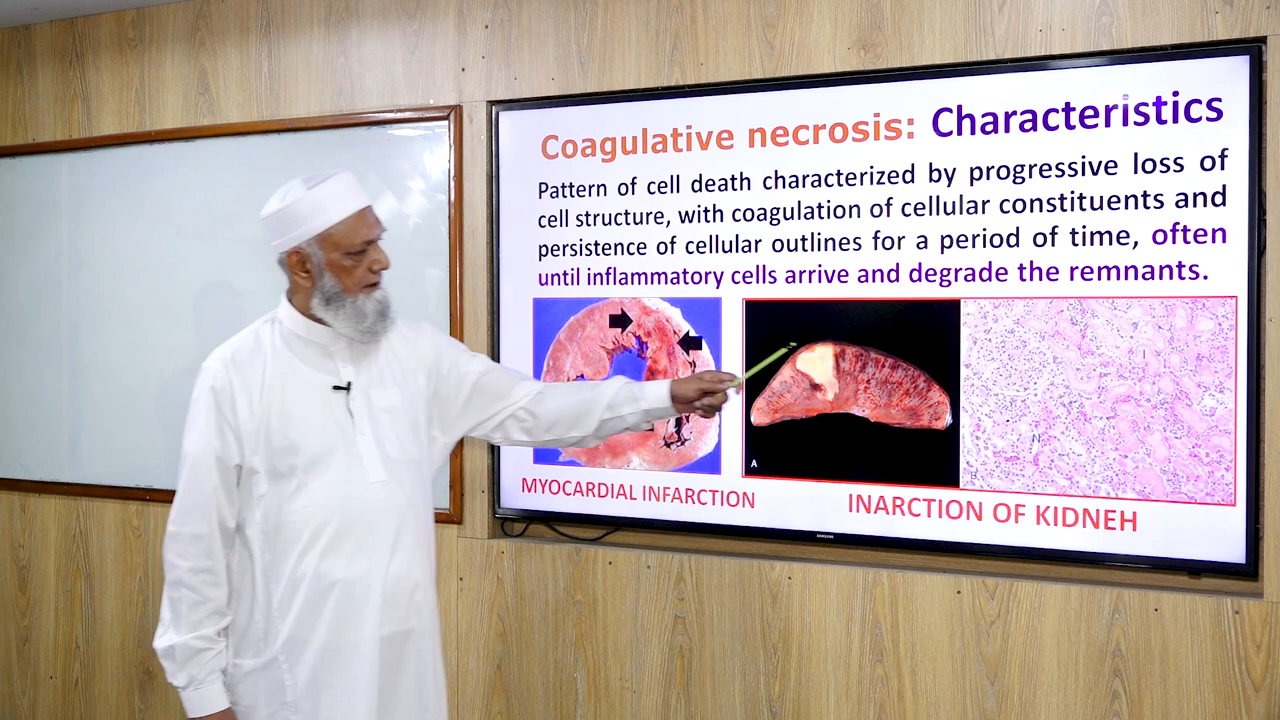 Coagulative necrosis: Characteristics
Pattern of cell death characterized by progressive loss of
cell structure, with coagulation of cellular constituents and
persistence of cellular outlines for a period of time, often
until inflammatory cells arrive and degrade the remnants.
A
N
B
MYOCARDIAL INFARCTION
INARCTION OF KIDNEH
SAMSUNG